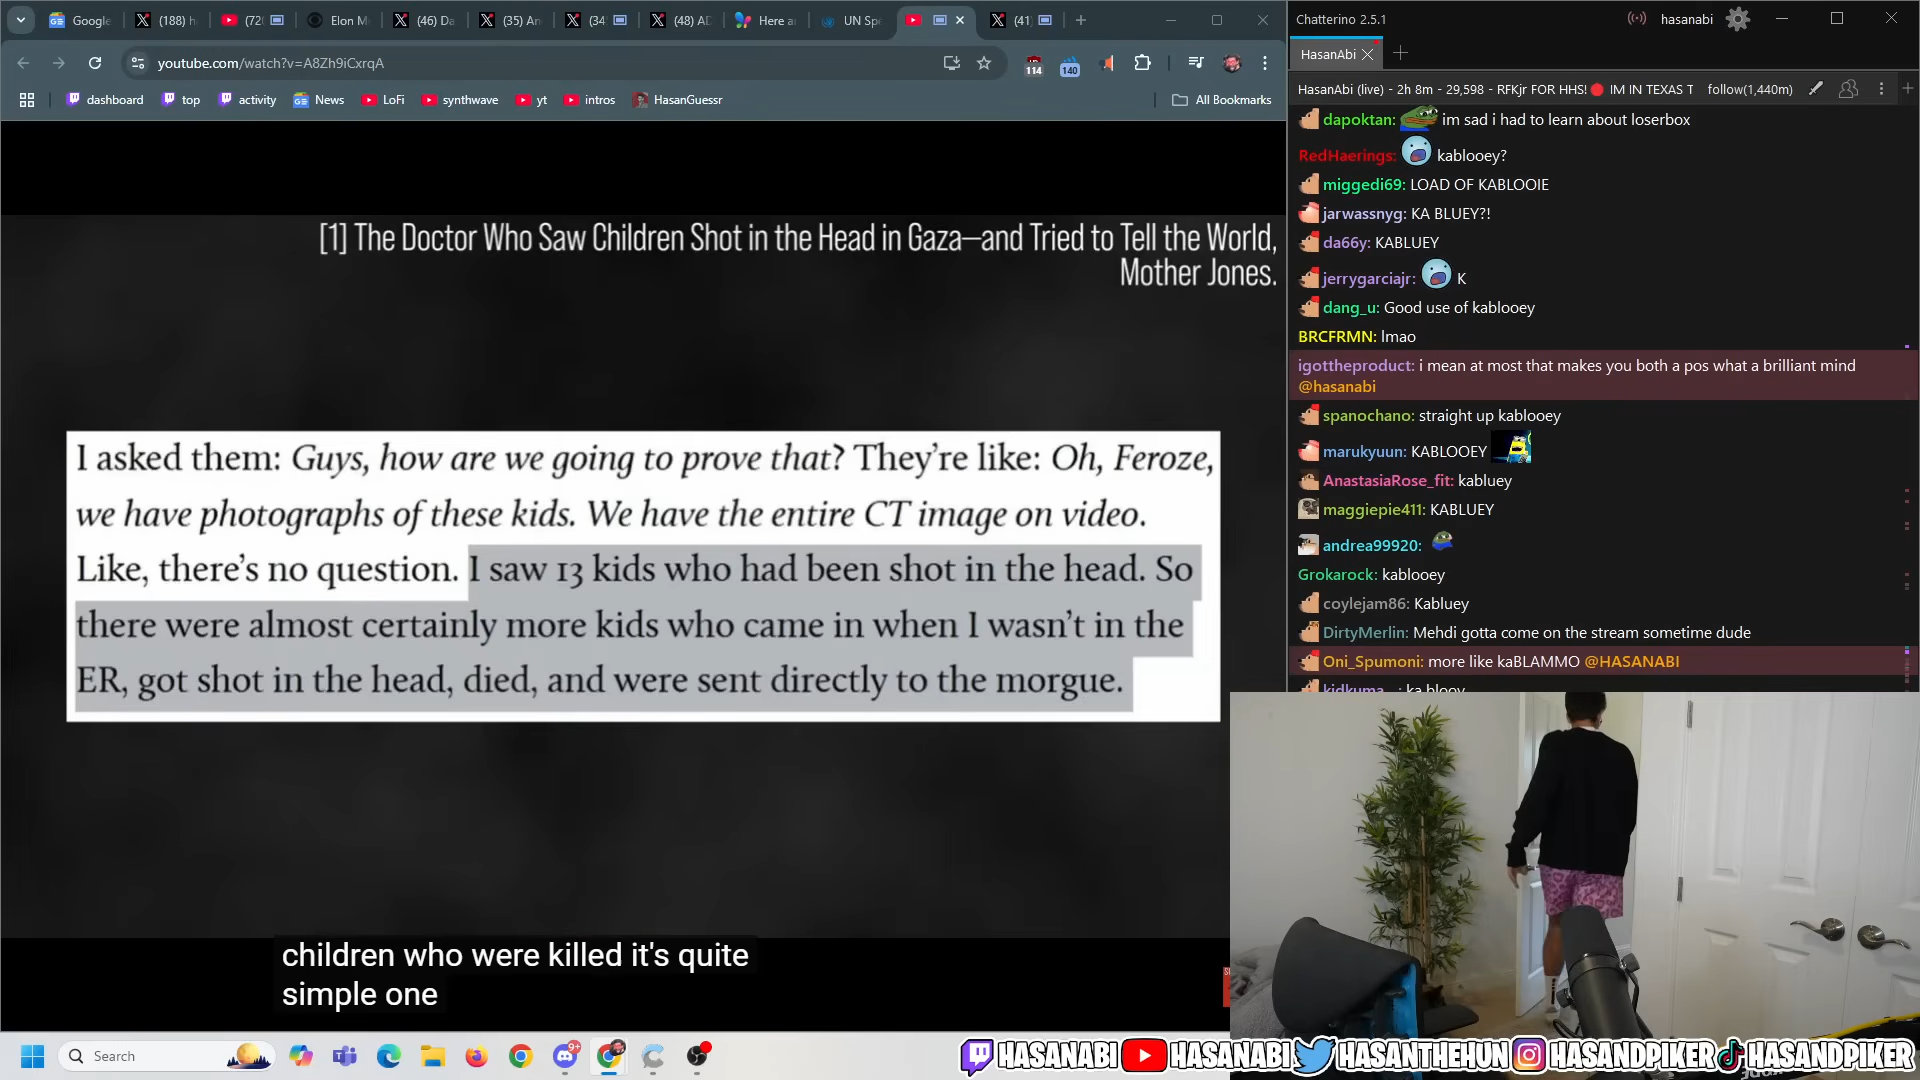 Google
(188) h
(720
Elon M
(46) Da
(35) An
(34
(48) AD
Here a
UN Spe
(41)
youtube.com/watch?v=A8Zh9iCxrqA
114
140
dashboard
top
activity
News
LoFi
synthwave
yt
intros
HasanGuessr
All Bookmarks
[1] The Doctor Who Saw Children Shot in the Head in Gaza—and Tried to Tell the World,
Mother Jones.
I asked them: Guys, how are we going to prove that? They're like: Oh, Feroze,
we have photographs of these kids. We have the entire CT image on video.
Like, there's no question. I saw 13 kids who had been shot in the head. So
there were almost certainly more kids who came in when I wasn't in the
ER, got shot in the head, died, and were sent directly to the morgue.
children who were killed it's quite
simple one
Chatterino 2.5.1
hasanabi
HasanAbi
HasanAbi (live) - 2h 8m - 29,598 - RFKjr FOR HHS! IM IN TEXAS T
follow(1,440m)
dapoktan: im sad i had to learn about loserbox
RedHaerings: kablooey?
miggedi69: LOAD OF KABLOOIE
jarwassnyg: KA BLUEY?!
da66y: KABLUEY
jerrygarciajr: K
dang_u: Good use of kablooey
BRCFRMN: lmao
igottheproduct: i mean at most that makes you both a pos what a brilliant mind
@hasanabi
spanochano: straight up kablooey
marukyuun: KABLOOEY
AnastasiaRose_fit: kabluey
maggiepie411: KABLUEY
andrea99920:
Grokarock: kablooey
coylejam86: Kabluey
DirtyMerlin: Mehdi gotta come on the stream sometime dude
Oni_Spumoni: more like kaBLAMMO @HASANABI
Search
9+
HASANABI
HASANABI
HASANTHEHUN
HASANDPIKER
HASANDPIKER